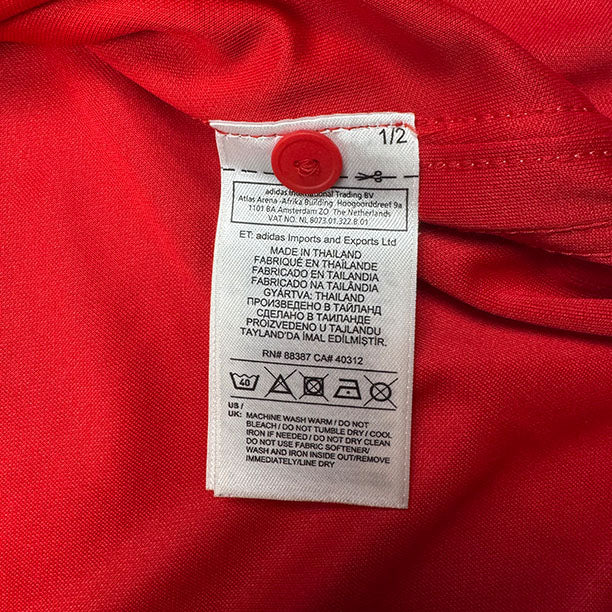 1/2
adidas International Trading BV
Atlas Arena -Afrika Building ,Hoogoorddreef 9a
1101 BA Amsterdam ZO The Netherlands
VAT NO. NL 8073.01.327.B.01
ET: adidas Imports and Exports Ltd
MADE IN THAILAND
FABRIQUÉ EN THAÏLANDE
FABRICADO EN TAILANDIA
FABRICADO NA TAILÂNDIA
GYÁRTVA: THAILAND
ПРОИЗВЕДЕНО В ТАИЛАНДЕ
СДЕЛАНО В ТАИЛАНДЕ
PROIZVEDENO U TAJLANDU
TAYLAND'DA İMAL EDİLMİŞTİR.
RN# 88387 CA# 40312
40
US /
UK: MACHINE WASH WARM / DO NOT
BLEACH / DO NOT TUMBLE DRY / COOL
IRON IF NEEDED / DO NOT DRY CLEAN
DO NOT USE FABRIC SOFTENER/
WASH AND IRON INSIDE OUT/REMOVE
IMMEDIATELY/LINE DRY